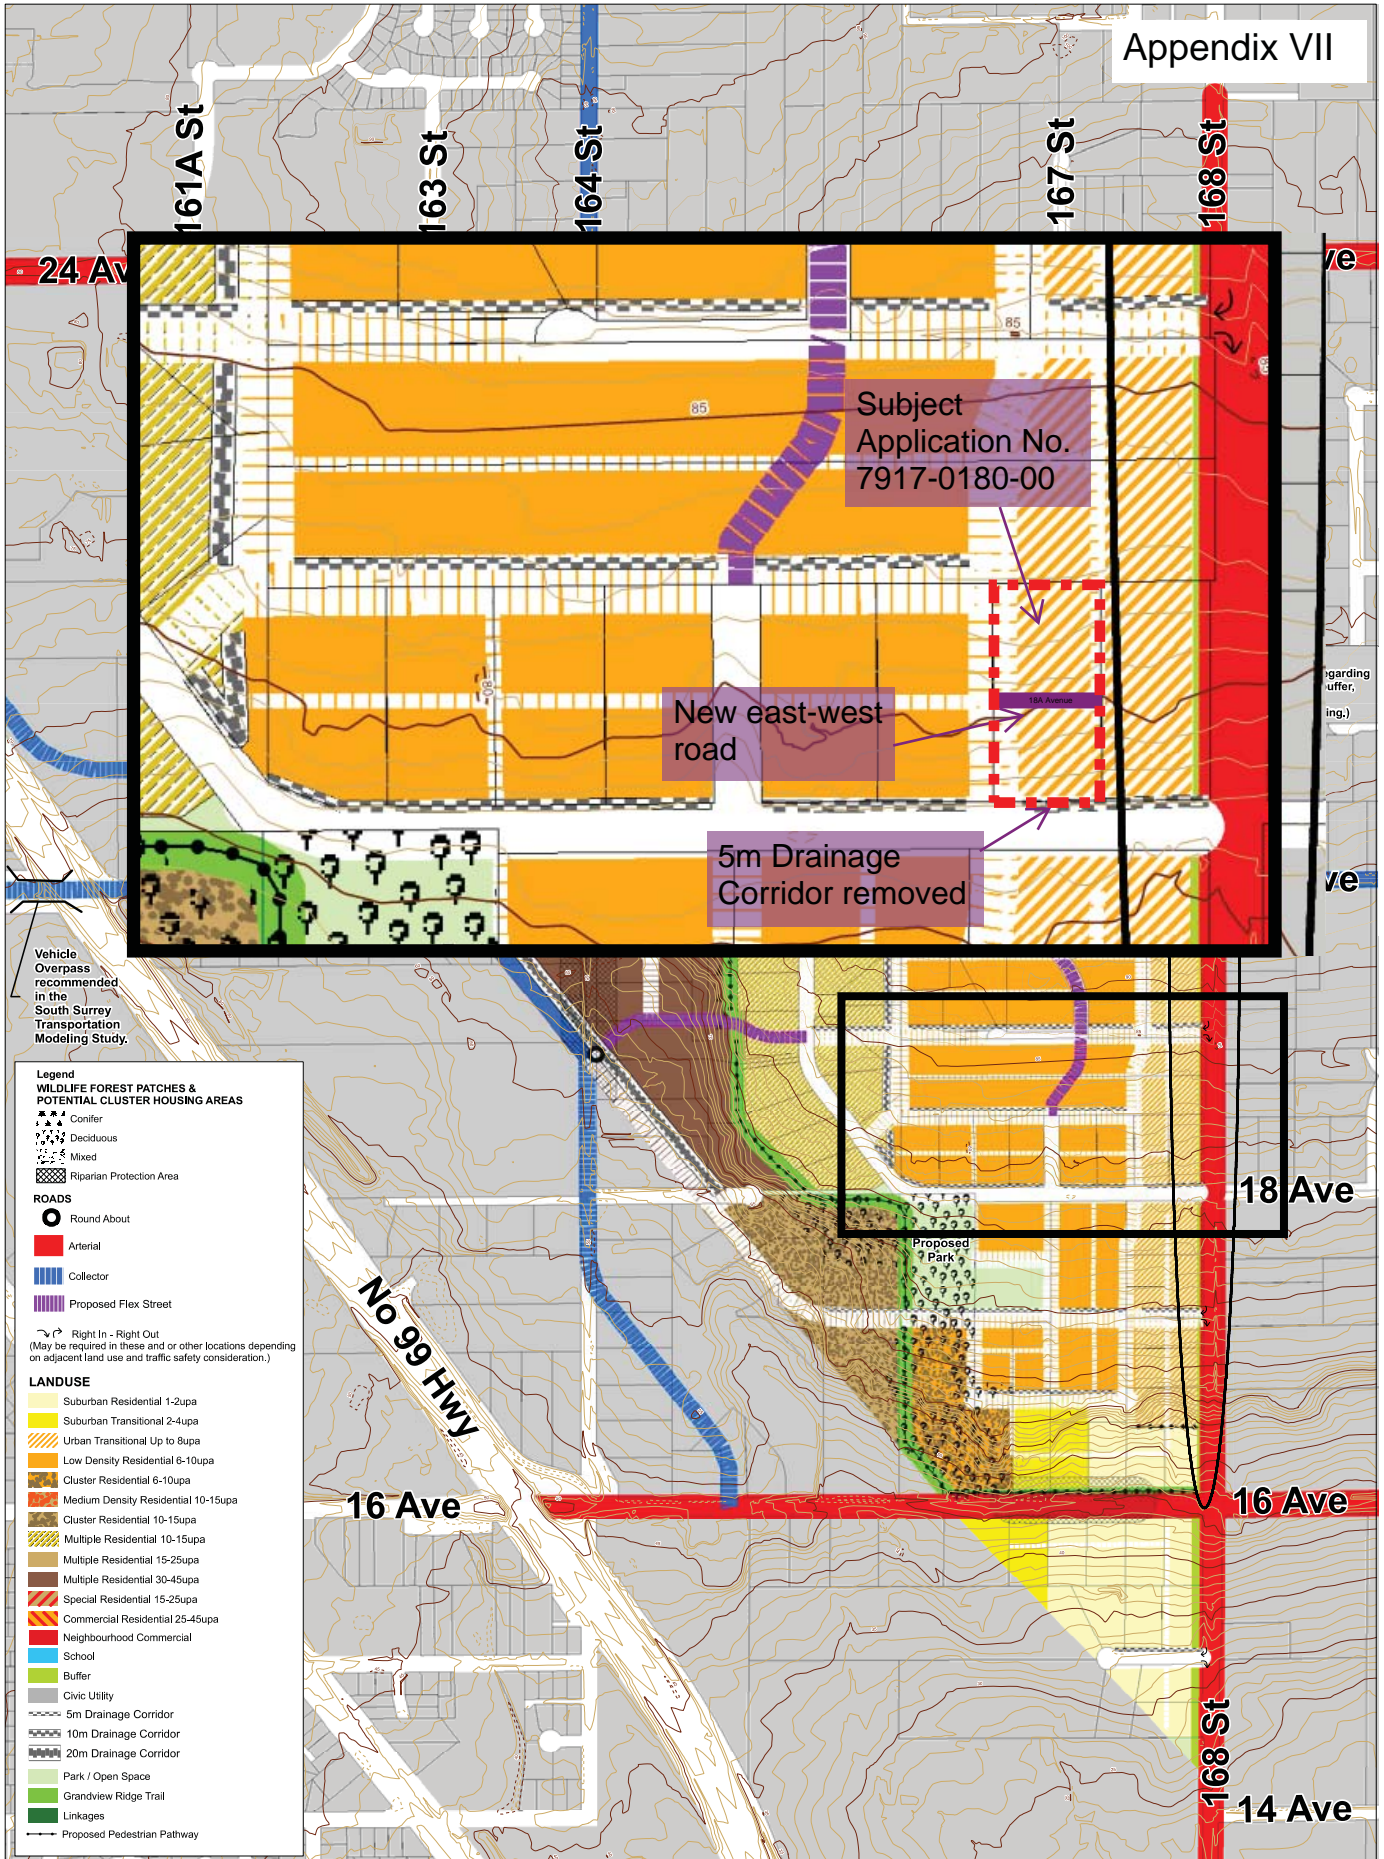 Appendix VII
161A St
163 St
164 St
167 St
168 St
24 Av
ve
85
85
80
Subject
Application No.
7917-0180-00
New east-west
road
18A Avenue
5m Drainage
Corridor removed
egarding
uffer,
ing,)
ve
Vehicle
Overpass
recommended
in the
South Surrey
Transportation
Modeling Study.
18 Ave
Proposed
Park
No 99 Hwy
16 Ave
16 Ave
168 St
14 Ave
Legend
WILDLIFE FOREST PATCHES &
POTENTIAL CLUSTER HOUSING AREAS
Conifer
Deciduous
Mixed
Riparian Protection Area
ROADS
Round About
Arterial
Collector
Proposed Flex Street
Right In - Right Out
(May be required in these and or other locations depending
on adjacent land use and traffic safety consideration.)
LANDUSE
Suburban Residential 1-2upa
Suburban Transitional 2-4upa
Urban Transitional Up to 8upa
Low Density Residential 6-10upa
Cluster Residential 6-10upa
Medium Density Residential 10-15upa
Cluster Residential 10-15upa
Multiple Residential 10-15upa
Multiple Residential 15-25upa
Multiple Residential 30-45upa
Special Residential 15-25upa
Commercial Residential 25-45upa
Neighbourhood Commercial
School
Buffer
Civic Utility
5m Drainage Corridor
10m Drainage Corridor
20m Drainage Corridor
Park / Open Space
Grandview Ridge Trail
Linkages
Proposed Pedestrian Pathway